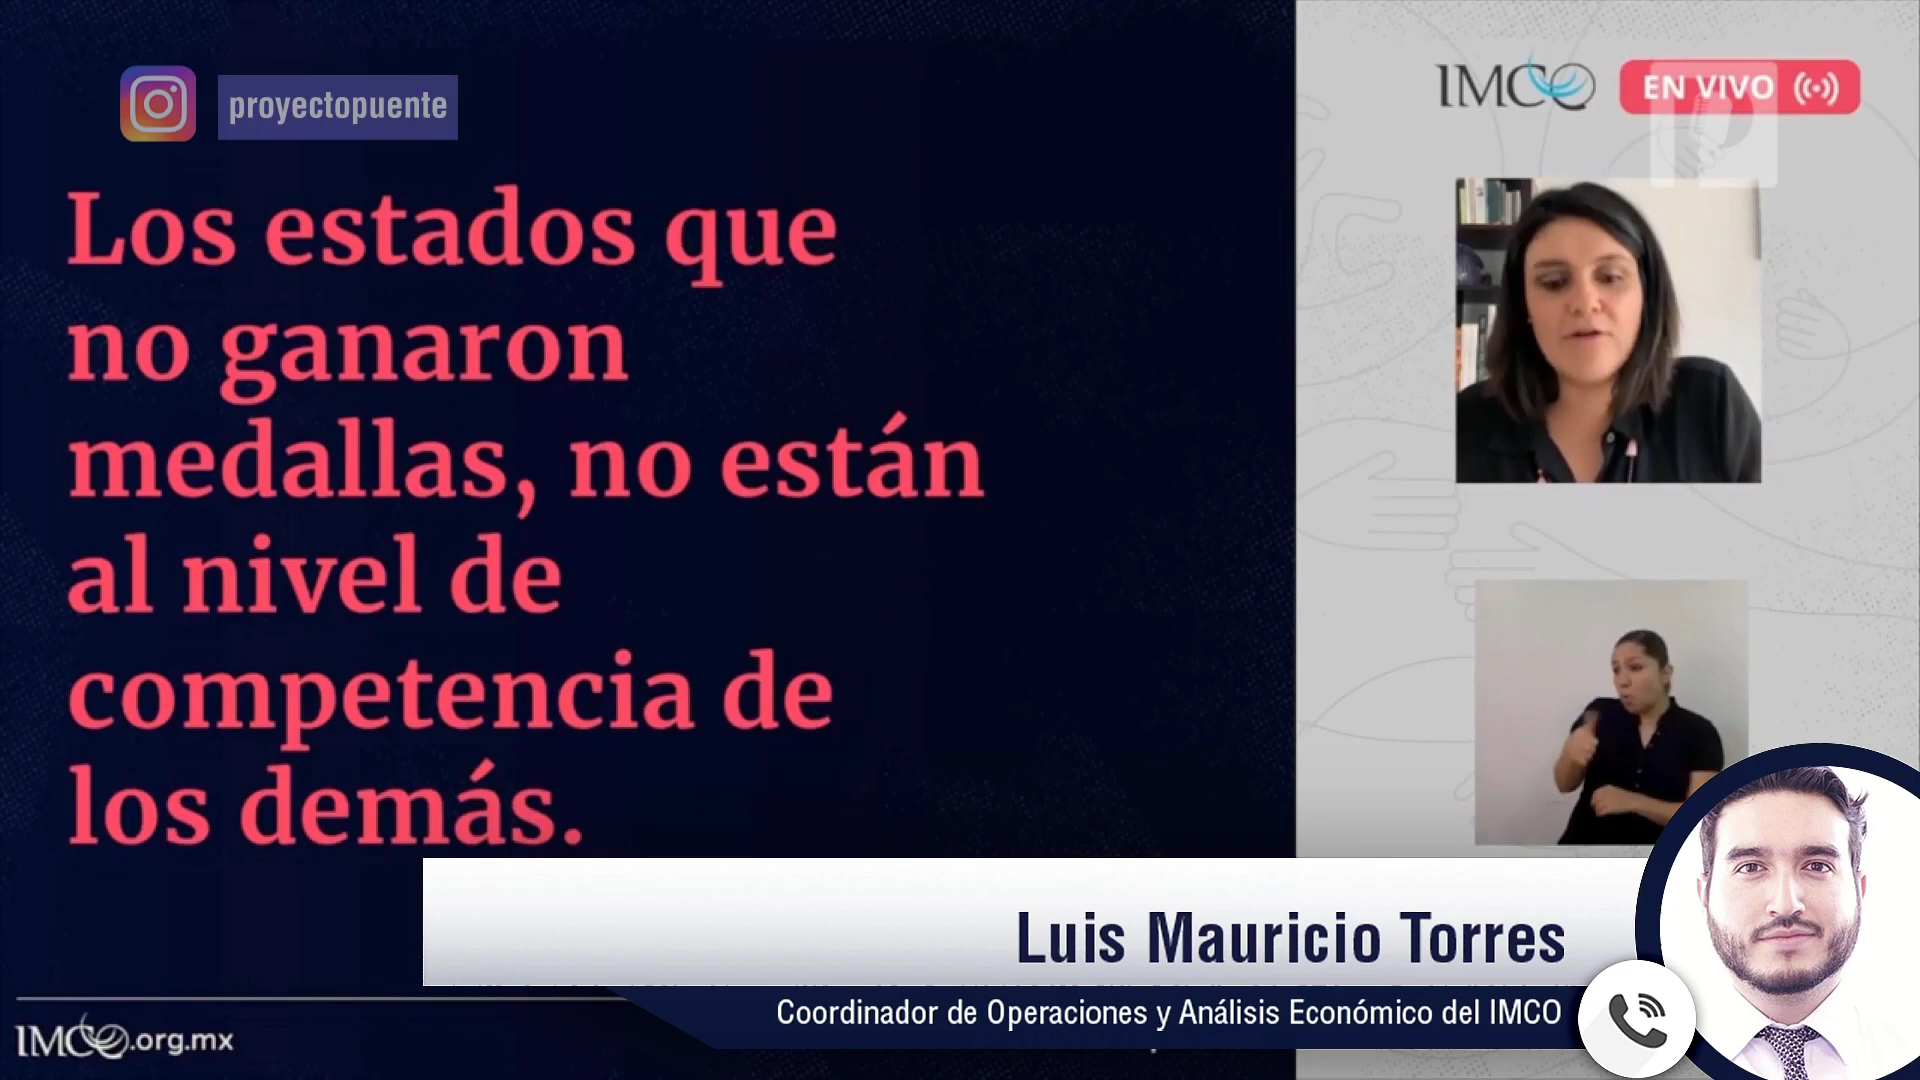 proyectopuente
IMCO
EN VIVO
Los estados que
no ganaron
medallas, no están
al nivel de
competencia de
los demás.
Luis Mauricio Torres
Coordinador de Operaciones y Análisis Económico del IMCO
IMCO.org.mx